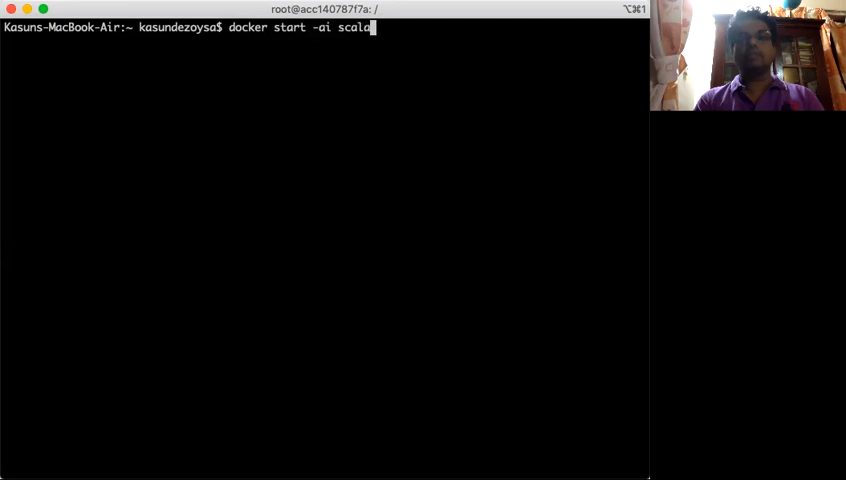 root@acc140787f7a: /
⌥⌘1
Kasuns-MacBook-Air:~ kasundezoysa$ docker start -ai scala